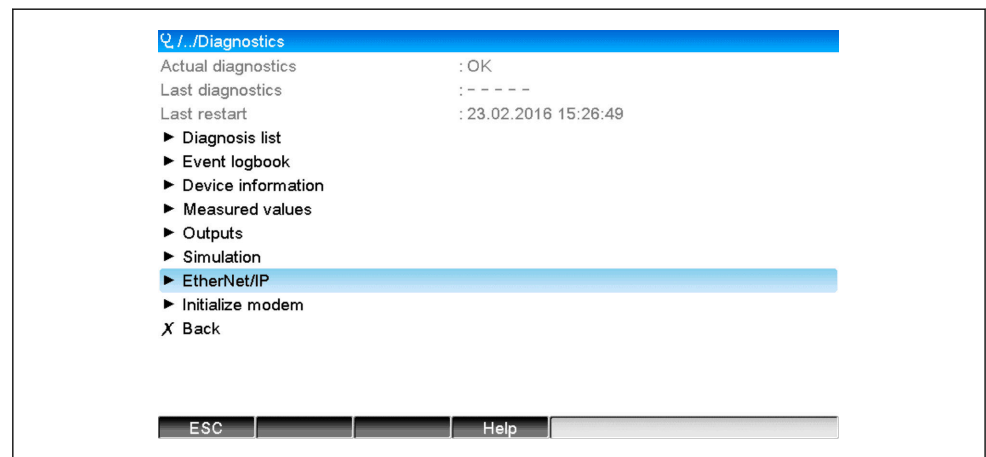 /../Diagnostics
Actual diagnostics : OK
Last diagnostics : - - - - -
Last restart : 23.02.2016 15:26:49
► Diagnosis list
► Event logbook
► Device information
► Measured values
► Outputs
► Simulation
► EtherNet/IP
► Initialize modem
X Back
ESC Help